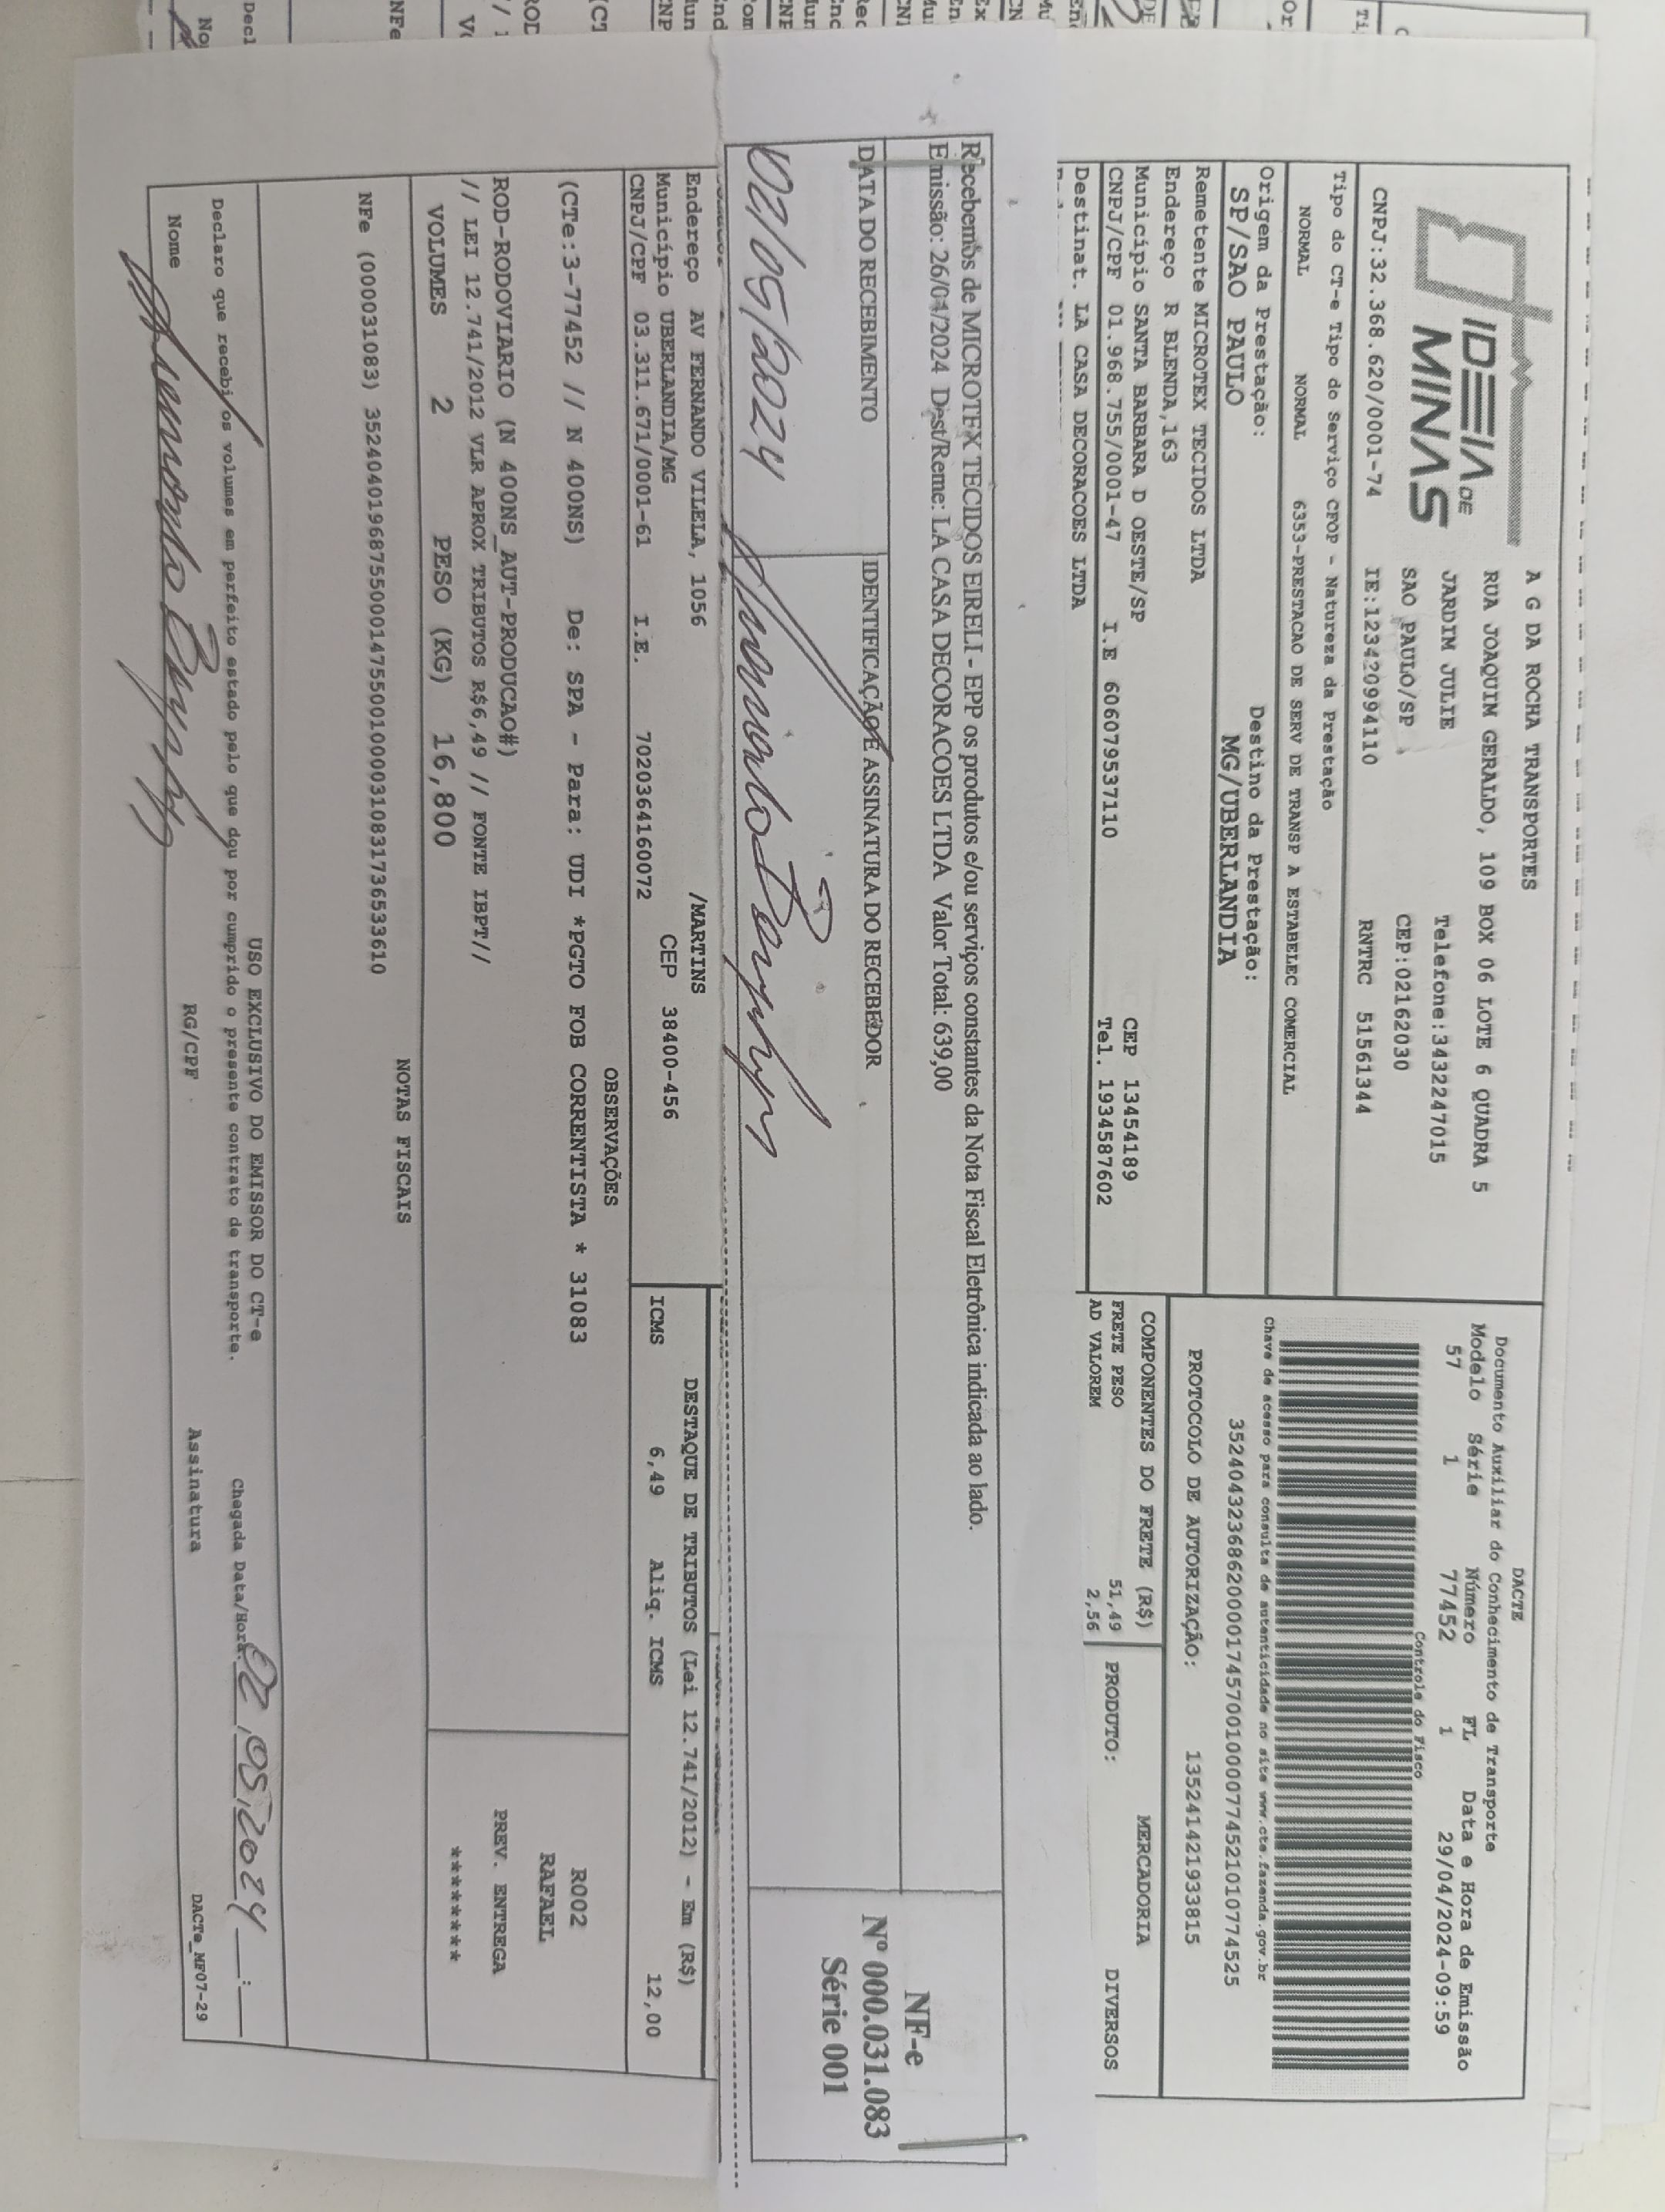 IDEIA DE
MINAS
A G DA ROCHA TRANSPORTES
RUA JOAQUIM GERALDO, 109 BOX 06 LOTE 6 QUADRA 5
JARDIM JULIE Telefone:3432247015
SAO PAULO/SP CEP:02162030
CNPJ:32.368.620/0001-74 IE:123420994110 RNTRC 51561344
Tipo do CT-e Tipo do Serviço CFOP - Natureza da Prestação
NORMAL NORMAL 6353-PRESTACAO DE SERV DE TRANSP A ESTABELEC COMERCIAL
Origem da Prestação: Destino da Prestação:
SP/SAO PAULO MG/UBERLANDIA
Remetente MICROTEX TECIDOS LTDA
Endereço R BLENDA,163
Município SANTA BARBARA D OESTE/SP CEP 13454189
CNPJ/CPF 01.968.755/0001-47 I.E 606079537110 Tel. 1934587602
Destinat. LA CASA DECORACOES LTDA
DACTE
Documento Auxiliar do Conhecimento de Transporte
Modelo Série Número FL Data e Hora de Emissão
57 1 77452 1 29/04/2024-09:59
Controle do Fisco
Chave de acesso para consulta de autenticidade no site www.cte.fazenda.gov.br
35240432368620000174570010000774521010774525
PROTOCOLO DE AUTORIZAÇÃO: 135241421933815
COMPONENTES DO FRETE (R$) MERCADORIA
FRETE PESO 51,49 PRODUTO: DIVERSOS
AD VALOREM 2,56
Recebemos de MICROTEX TECIDOS EIRELI - EPP os produtos e/ou serviços constantes da Nota Fiscal Eletrônica indicada ao lado.
Emissão: 26/04/2024 Dest/Reme: LA CASA DECORACOES LTDA Valor Total: 639,00
DATA DO RECEBIMENTO IDENTIFICAÇÃO E ASSINATURA DO RECEBEDOR
02/05/2024
NF-e
Nº 000.031.083
Série 001
Endereço AV FERNANDO VILELA, 1056 /MARTINS
Município UBERLANDIA/MG CEP 38400-456
CNPJ/CPF 03.311.671/0001-61 I.E. 7020364160072
DESTAQUE DE TRIBUTOS (Lei 12.741/2012) - Em (R$)
ICMS 6,49 Aliq. ICMS 12,00
OBSERVAÇÕES
(CTe:3-77452 // N 400NS) De: SPA - Para: UDI *PGTO FOB CORRENTISTA * 31083
R002
RAFAEL
ROD-RODOVIARIO (N 400NS_AUT-PRODUCAO#)
// LEI 12.741/2012 VLR APROX TRIBUTOS R$6,49 // FONTE IBPT//
PREV. ENTREGA
********
VOLUMES 2 PESO (KG) 16,800
NOTAS FISCAIS
NFe (000031083) 35240401968755000147550010000310831736533610
USO EXCLUSIVO DO EMISSOR DO CT-e
Declaro que recebi os volumes em perfeito estado pelo que dou por cumprido o presente contrato de transporte. Chegada Data/Hora: 02/05/2024 __:__
Nome RG/CPF Assinatura
DACTe_MF07-29